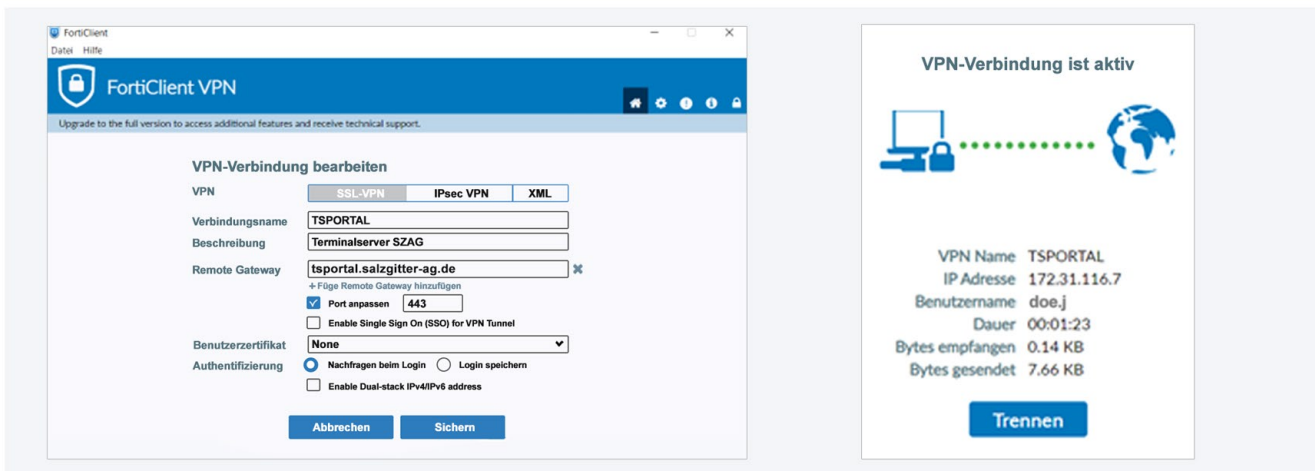 FortiClient
Datei Hilfe
FortiClient VPN
Upgrade to the full version to access additional features and receive technical support.
VPN-Verbindung bearbeiten
VPN SSL-VPN IPsec VPN XML
Verbindungsname TSPORTAL
Beschreibung Terminalserver SZAG
Remote Gateway tsportal.salzgitter-ag.de
+Füge Remote Gateway hinzufügen
Port anpassen 443
Enable Single Sign On (SSO) for VPN Tunnel
Benutzerzertifikat None
Authentifizierung Nachfragen beim Login Login speichern
Enable Dual-stack IPv4/IPv6 address
Abbrechen Sichern
VPN-Verbindung ist aktiv
VPN Name TSPORTAL
IP Adresse 172.31.116.7
Benutzername doe.j
Dauer 00:01:23
Bytes empfangen 0.14 KB
Bytes gesendet 7.66 KB
Trennen